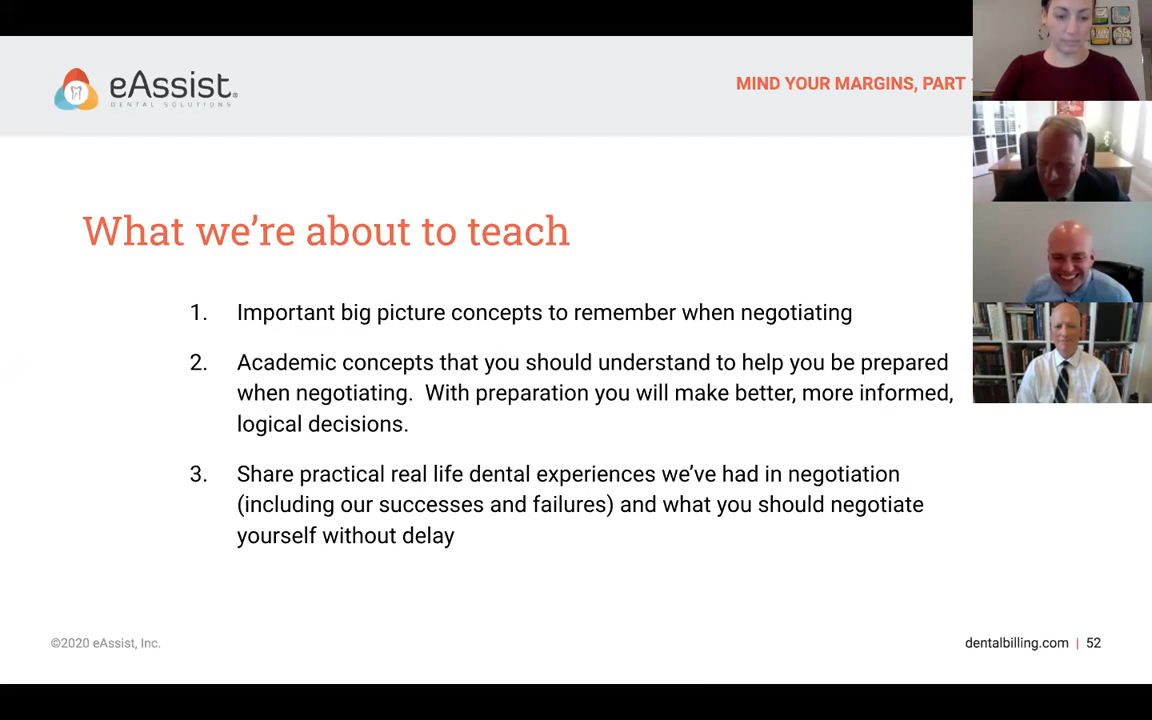 eAssist
DENTAL SOLUTIONS
MIND YOUR MARGINS, PART
What we're about to teach
1. Important big picture concepts to remember when negotiating
2. Academic concepts that you should understand to help you be prepared
when negotiating.  With preparation you will make better, more informed,
logical decisions.
3. Share practical real life dental experiences we've had in negotiation
(including our successes and failures) and what you should negotiate
yourself without delay
©2020 eAssist, Inc.
dentalbilling.com | 52